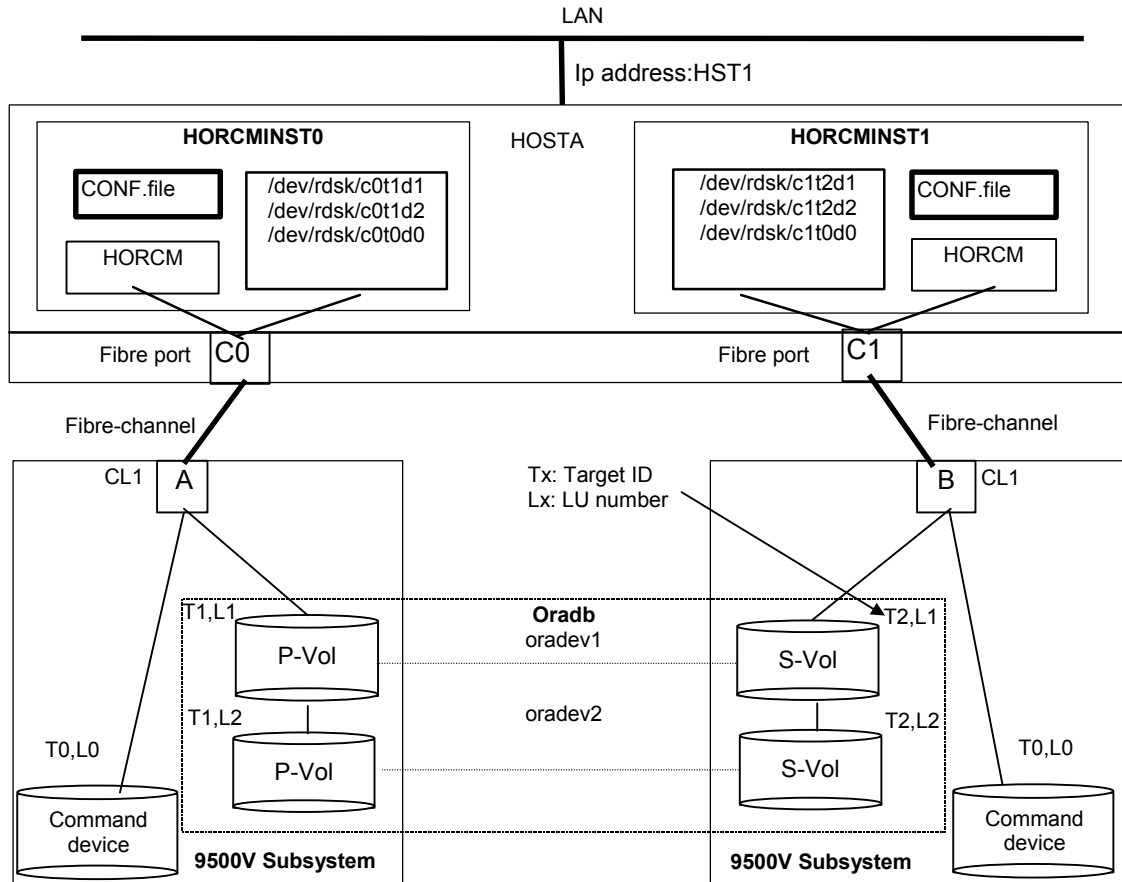 LAN
Ip address:HST1
HORCMINST0
HOSTA
HORCMINST1
CONF.file
/dev/rdsk/c0t1d1
/dev/rdsk/c0t1d2
/dev/rdsk/c0t0d0
HORCM
/dev/rdsk/c1t2d1
/dev/rdsk/c1t2d2
/dev/rdsk/c1t0d0
CONF.file
HORCM
Fibre port
C0
Fibre port
C1
Fibre-channel
Fibre-channel
CL1
A
Tx: Target ID
Lx: LU number
B
CL1
T1,L1
Oradb
oradev1
T2,L1
P-Vol
S-Vol
T1,L2
oradev2
T2,L2
P-Vol
S-Vol
T0,L0
T0,L0
Command
device
Command
device
9500V Subsystem
9500V Subsystem